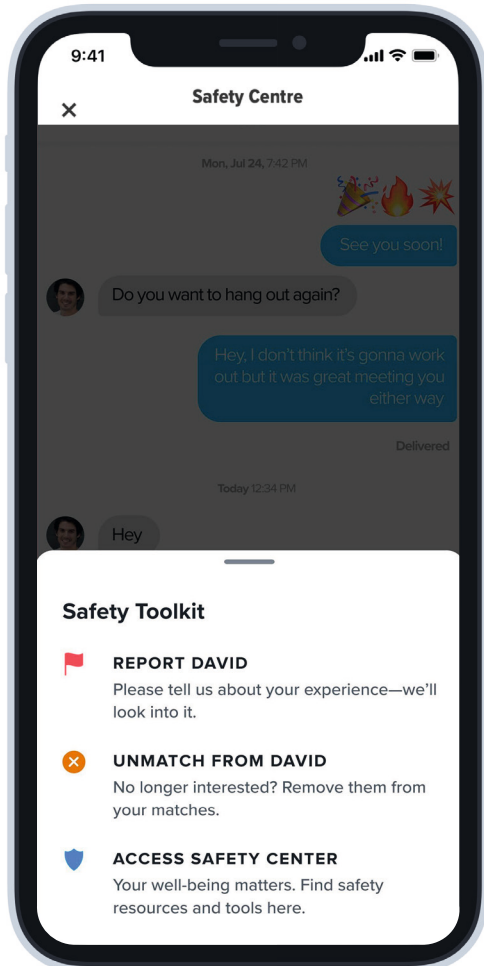 9:41
Safety Centre
Mon, Jul 24, 7:42 PM
See you soon!
Do you want to hang out again?
Hey, I don't think it's gonna work
out but it was great meeting you
either way
Delivered
Today 12:34 PM
Hey
Safety Toolkit
REPORT DAVID
Please tell us about your experience—we'll
look into it.
UNMATCH FROM DAVID
No longer interested? Remove them from
your matches.
ACCESS SAFETY CENTER
Your well-being matters. Find safety
resources and tools here.